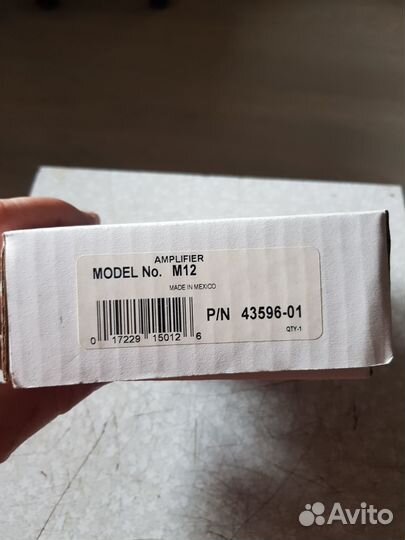 AMPLIFIER
MODEL No. M12
MADE IN MEXICO
P/N 43596-01
QTY-1
0 17229 15012 6
Avito